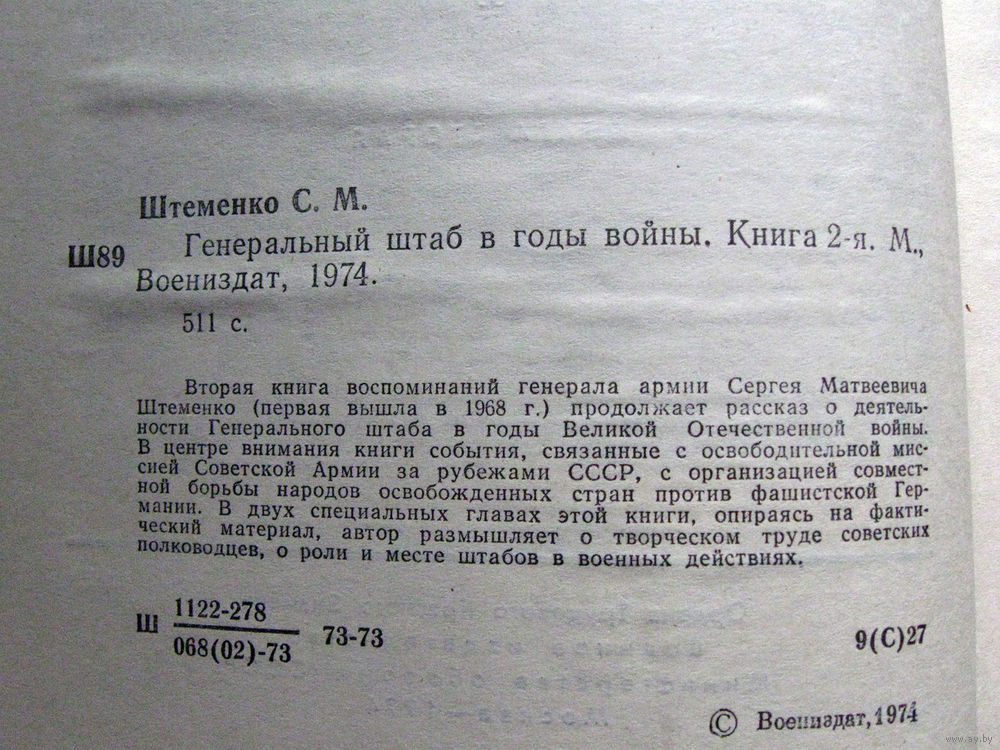 Штеменко С. М.
Ш89 Генеральный штаб в годы войны. Книга 2-я. М.,
Воениздат, 1974.
511 с.
Вторая книга воспоминаний генерала армии Сергея Матвеевича
Штеменко (первая вышла в 1968 г.) продолжает рассказ о деятель-
ности Генерального штаба в годы Великой Отечественной войны.
В центре внимания книги события, связанные с освободительной мис-
сией Советской Армии за рубежами СССР, с организацией совмест-
ной борьбы народов освобожденных стран против фашистской Гер-
мании. В двух специальных главах этой книги, опираясь на факти-
ческий материал, автор размышляет о творческом труде советских
полководцев, о роли и месте штабов в военных действиях.
Ш 1122-278
068(02)-73 73-73 9(С)27
© Воениздат, 1974
www.ay.by